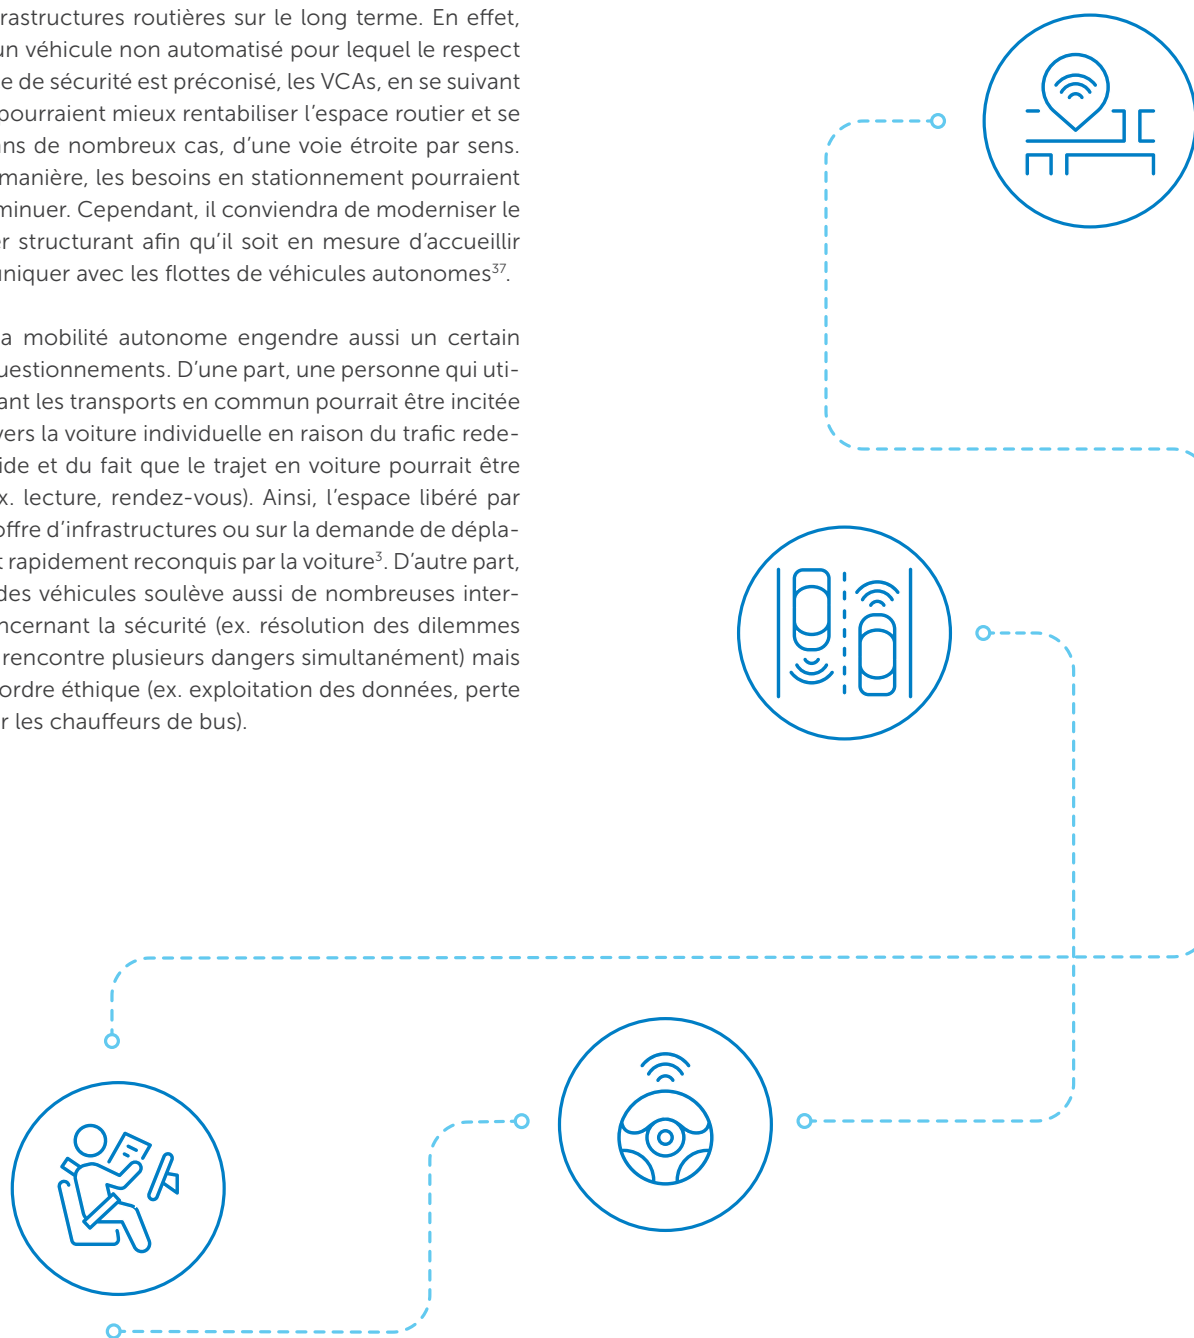 rastructures routières sur le long terme. En effet,
un véhicule non automatisé pour lequel le respect
e de sécurité est préconisé, les VCAs, en se suivant
pourraient mieux rentabiliser l'espace routier et se
ans de nombreux cas, d'une voie étroite par sens.
manière, les besoins en stationnement pourraient
minuer. Cependant, il conviendra de moderniser le
er structurant afin qu'il soit en mesure d'accueillir
uniquer avec les flottes de véhicules autonomes³⁷.
a mobilité autonome engendre aussi un certain
uestionnements. D'une part, une personne qui uti-
ant les transports en commun pourrait être incitée
vers la voiture individuelle en raison du trafic rede-
ide et du fait que le trajet en voiture pourrait être
x. lecture, rendez-vous). Ainsi, l'espace libéré par
offre d'infrastructures ou sur la demande de dépla-
t rapidement reconquis par la voiture³. D'autre part,
des véhicules soulève aussi de nombreuses inter-
ncernant la sécurité (ex. résolution des dilemmes
rencontre plusieurs dangers simultanément) mais
ordre éthique (ex. exploitation des données, perte
r les chauffeurs de bus).